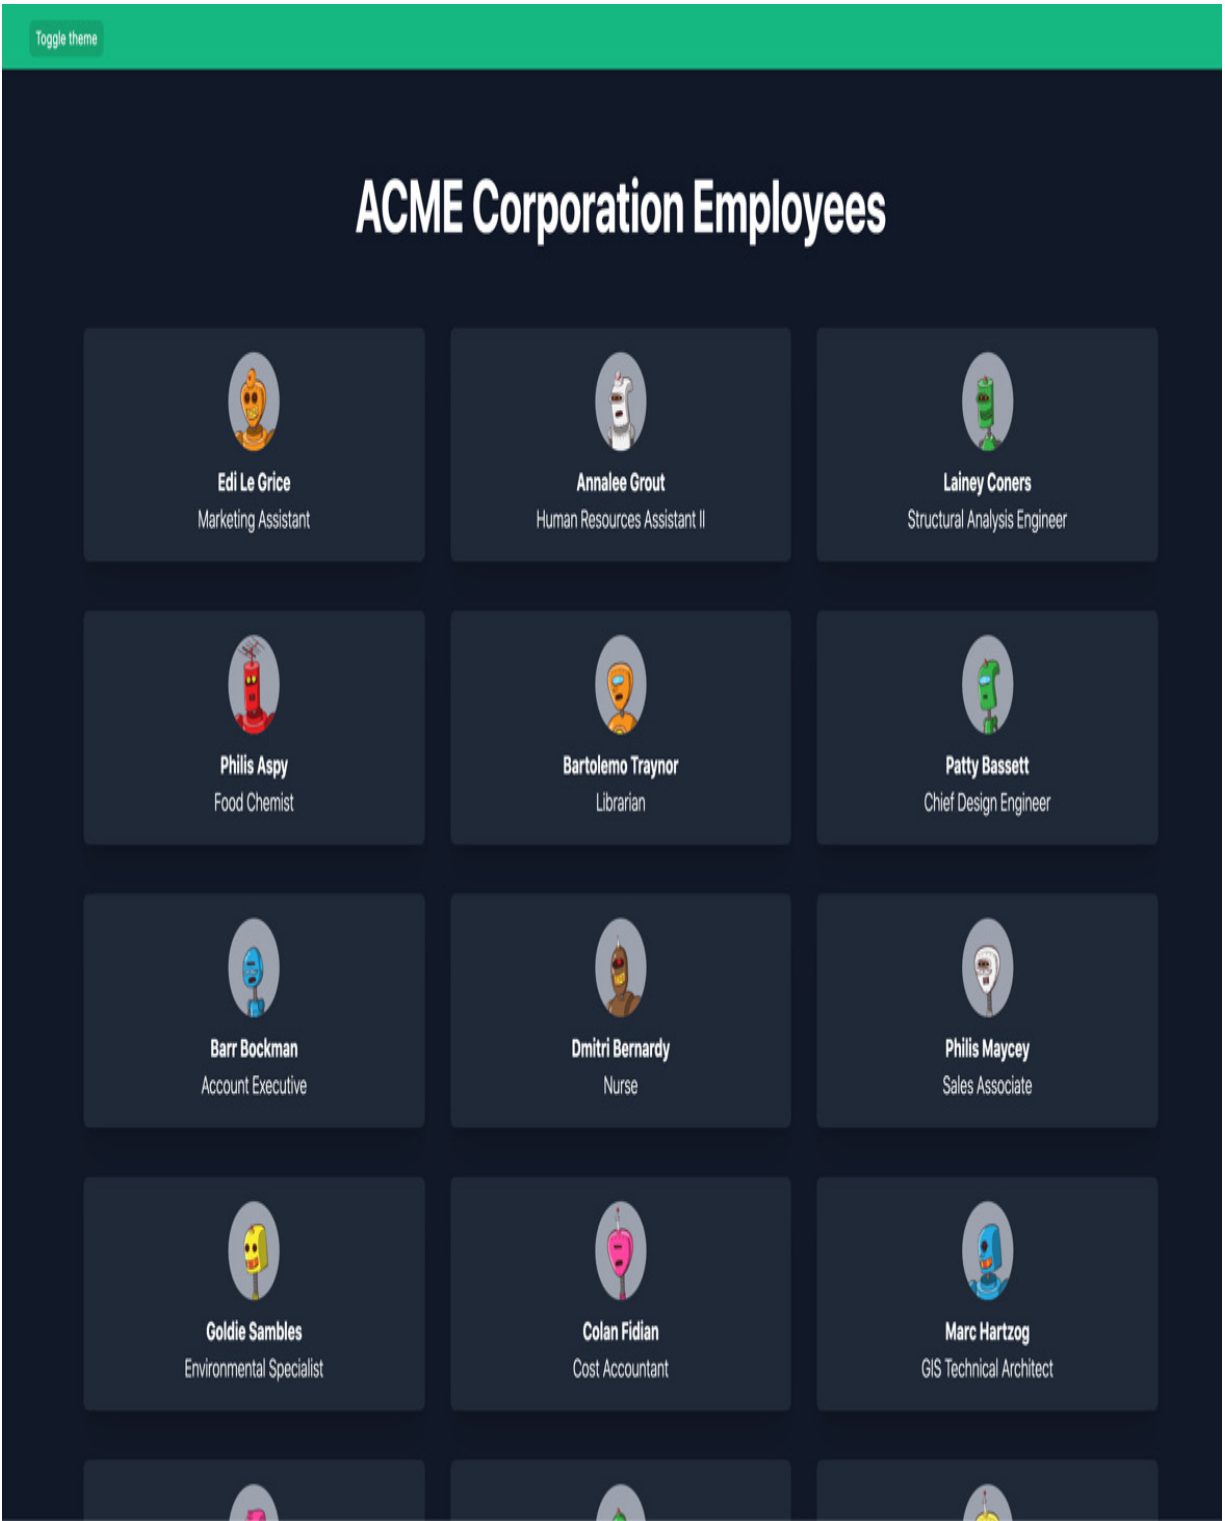 Toggle theme
ACME Corporation Employees
Edi Le Grice
Marketing Assistant
Annalee Grout
Human Resources Assistant II
Lainey Coners
Structural Analysis Engineer
Philis Aspy
Food Chemist
Bartolemo Traynor
Librarian
Patty Bassett
Chief Design Engineer
Barr Bockman
Account Executive
Dmitri Bernardy
Nurse
Philis Maycey
Sales Associate
Goldie Sambles
Environmental Specialist
Colan Fidian
Cost Accountant
Marc Hartzog
GIS Technical Architect